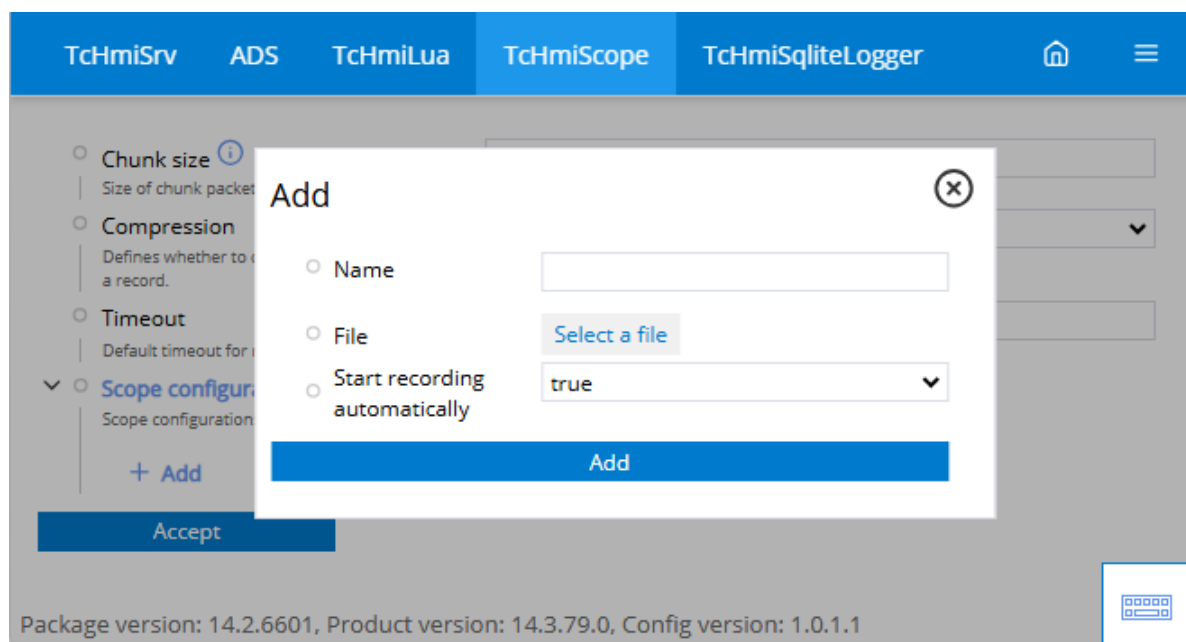 TcHmiSrv ADS TcHmiLua TcHmiScope TcHmiSqliteLogger
Chunk size
Size of chunk packet
Compression
Defines whether to
a record.
Timeout
Default timeout for
Scope
Scope configuration
+ Add
Accept
Add
Name
File Select a file
Start recording
automatically
true
Add
Package version: 14.2.6601, Product version: 14.3.79.0, Config version: 1.0.1.1